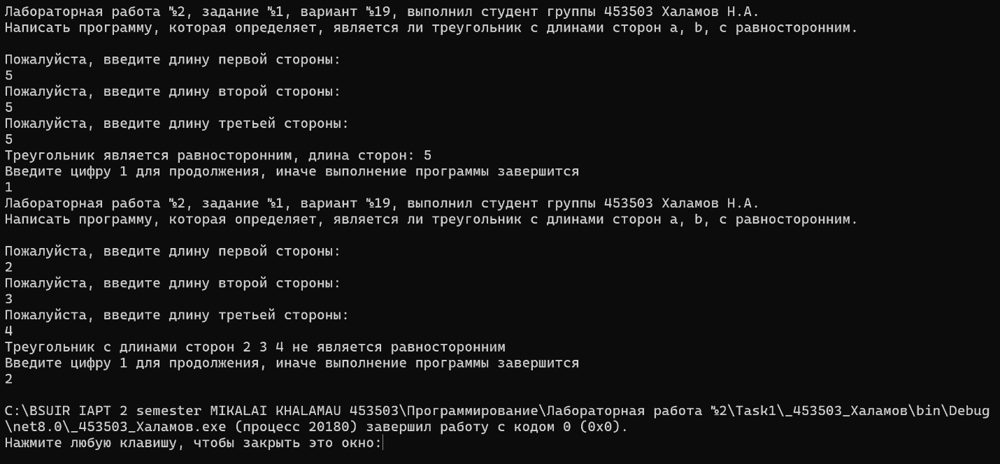 Лабораторная работа №2, задание №1, вариант №19, выполнил студент группы 453503 Халамов Н.А.
Написать программу, которая определяет, является ли треугольник с длинами сторон a, b, c равносторонним.
Пожалуйста, введите длину первой стороны:
5
Пожалуйста, введите длину второй стороны:
5
Пожалуйста, введите длину третьей стороны:
5
Треугольник является равносторонним, длина сторон: 5
Введите цифру 1 для продолжения, иначе выполнение программы завершится
1
Лабораторная работа №2, задание №1, вариант №19, выполнил студент группы 453503 Халамов Н.А.
Написать программу, которая определяет, является ли треугольник с длинами сторон a, b, c равносторонним.
Пожалуйста, введите длину первой стороны:
2
Пожалуйста, введите длину второй стороны:
3
Пожалуйста, введите длину третьей стороны:
4
Треугольник с длинами сторон 2 3 4 не является равносторонним
Введите цифру 1 для продолжения, иначе выполнение программы завершится
2
C:\BSUIR IAPT 2 semester MIKALAI KHALAMAU 453503\Программирование\Лабораторная работа №2\Task1\_453503_Халамов\bin\Debug
\net8.0\_453503_Халамов.exe (процесс 20180) завершил работу с кодом 0 (0x0).
Нажмите любую клавишу, чтобы закрыть это окно: